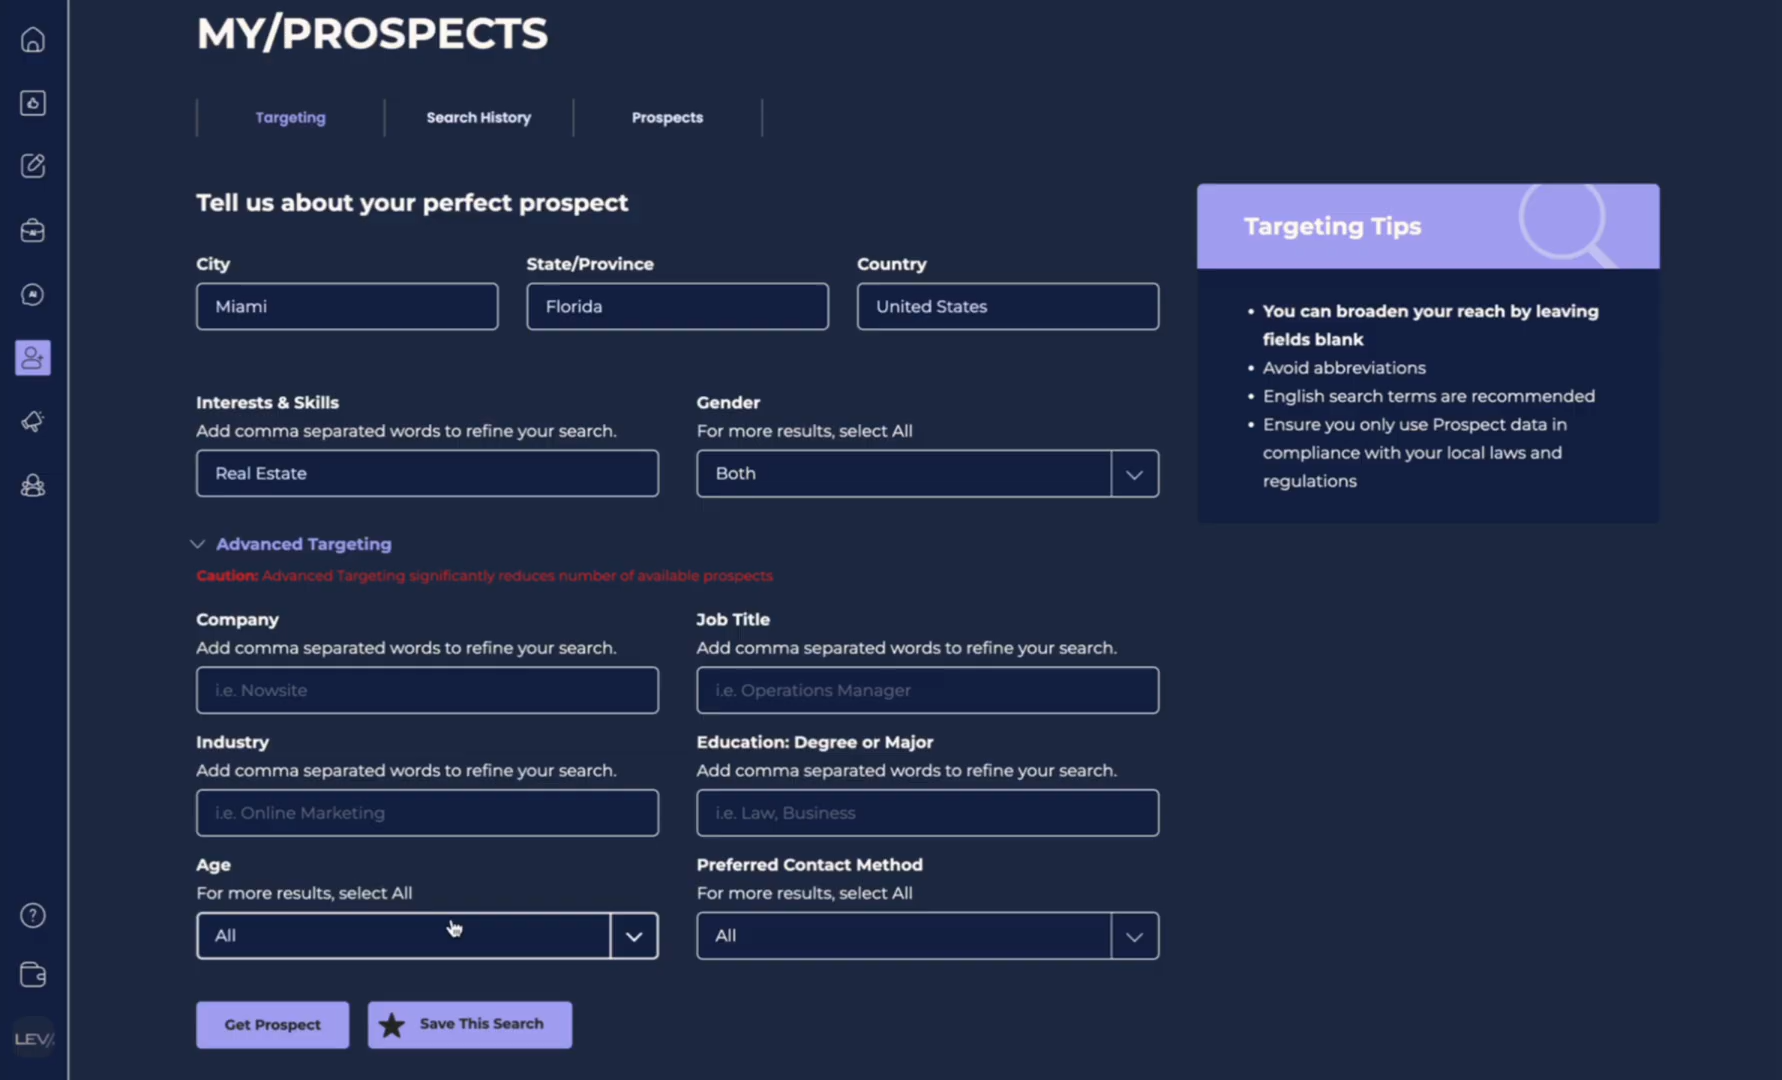 MY/PROSPECTS
Targeting
Search History
Prospects
Tell us about your perfect prospect
City
State/Province
Country
Miami
Florida
United States
Interests & Skills
Add comma separated words to refine your search.
Real Estate
Gender
For more results, select All
Both
Advanced Targeting
Caution: Advanced Targeting significantly reduces number of available prospects
Company
Add comma separated words to refine your search.
i.e. Nowsite
Job Title
Add comma separated words to refine your search.
i.e. Operations Manager
Industry
Add comma separated words to refine your search.
i.e. Online Marketing
Education: Degree or Major
Add comma separated words to refine your search.
i.e. Law, Business
Age
For more results, select All
All
Preferred Contact Method
For more results, select All
All
Get Prospect
Save This Search
Targeting Tips
• You can broaden your reach by leaving
fields blank
• Avoid abbreviations
• English search terms are recommended
• Ensure you only use Prospect data in
compliance with your local laws and
regulations
AI
AI
?
LEV/